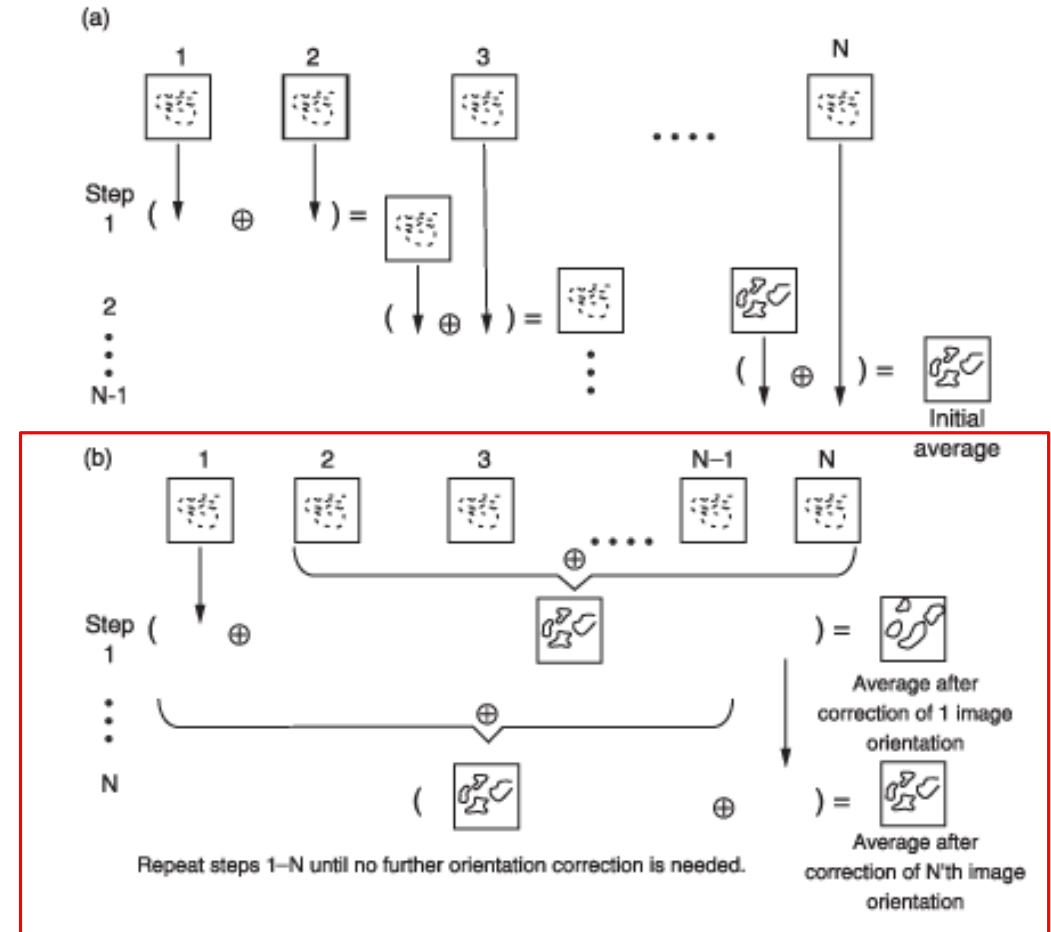 (a)
1 2 3 N
Step
1 ( ⊕ ) =
2 ( ⊕ ) =
N-1 ( ⊕ ) =
Initial
average
(b)
1 2 3 N–1 N
⊕
Step
1 ( ⊕ ) =
Average after
correction of 1 image
orientation
⊕
N ( ⊕ ) =
Average after
correction of N'th image
orientation
Repeat steps 1–N until no further orientation correction is needed.